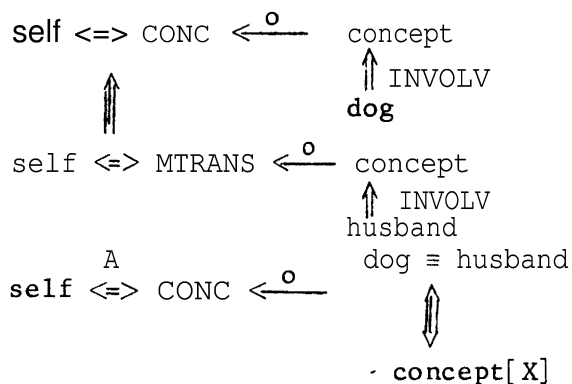 self <=> CONC <— o concept
INVOLV
dog
self <=> MTRANS <— o concept
INVOLV
husband
A dog ≡ husband
self <=> CONC <— o
concept[X]